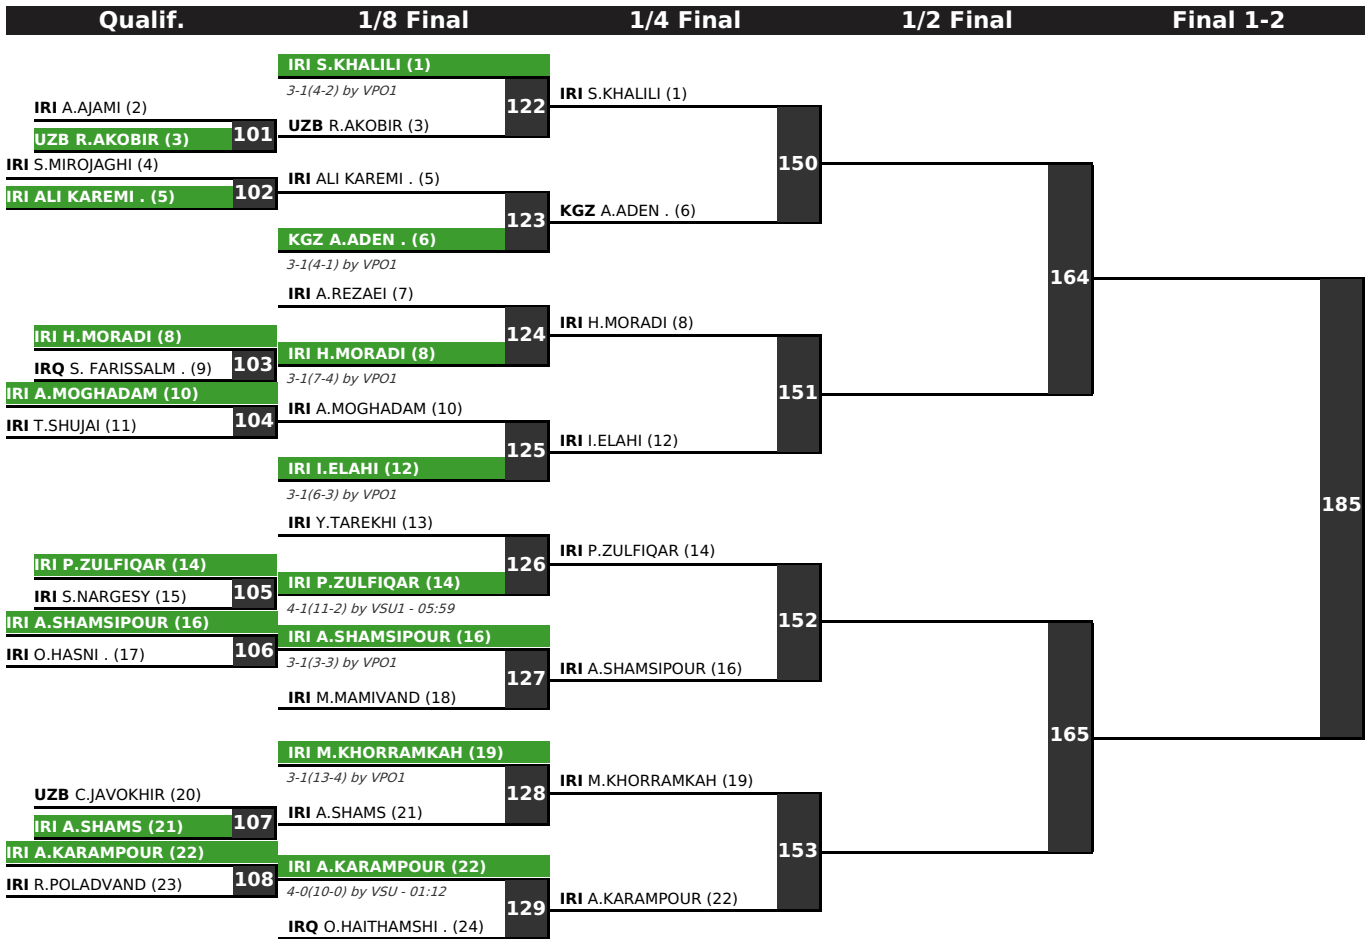 Qualif.
1/8 Final
1/4 Final
1/2 Final
Final 1-2
IRI A.AJAMI (2)
101
UZB R.AKOBIR (3)
IRI S.MIROJAGHI (4)
102
IRI ALI KAREMI . (5)
IRI H.MORADI (8)
103
IRQ S. FARISSALM . (9)
IRI A.MOGHADAM (10)
104
IRI T.SHUJAI (11)
IRI P.ZULFIQAR (14)
105
IRI S.NARGESY (15)
IRI A.SHAMSIPOUR (16)
106
IRI O.HASNI . (17)
UZB C.JAVOKHIR (20)
107
IRI A.SHAMS (21)
IRI A.KARAMPOUR (22)
108
IRI R.POLADVAND (23)
IRI S.KHALILI (1)
3-1(4-2) by VPO1
122
UZB R.AKOBIR (3)
IRI ALI KAREMI . (5)
123
KGZ A.ADEN . (6)
3-1(4-1) by VPO1
IRI A.REZAEI (7)
124
IRI H.MORADI (8)
3-1(7-4) by VPO1
IRI A.MOGHADAM (10)
125
IRI I.ELAHI (12)
3-1(6-3) by VPO1
IRI Y.TAREKHI (13)
126
IRI P.ZULFIQAR (14)
4-1(11-2) by VSU1 - 05:59
IRI A.SHAMSIPOUR (16)
3-1(3-3) by VPO1
127
IRI M.MAMIVAND (18)
IRI M.KHORRAMKAH (19)
3-1(13-4) by VPO1
128
IRI A.SHAMS (21)
IRI A.KARAMPOUR (22)
4-0(10-0) by VSU - 01:12
129
IRQ O.HAITHAMSHI . (24)
IRI S.KHALILI (1)
150
KGZ A.ADEN . (6)
IRI H.MORADI (8)
151
IRI I.ELAHI (12)
IRI P.ZULFIQAR (14)
152
IRI A.SHAMSIPOUR (16)
IRI M.KHORRAMKAH (19)
153
IRI A.KARAMPOUR (22)
164
165
185